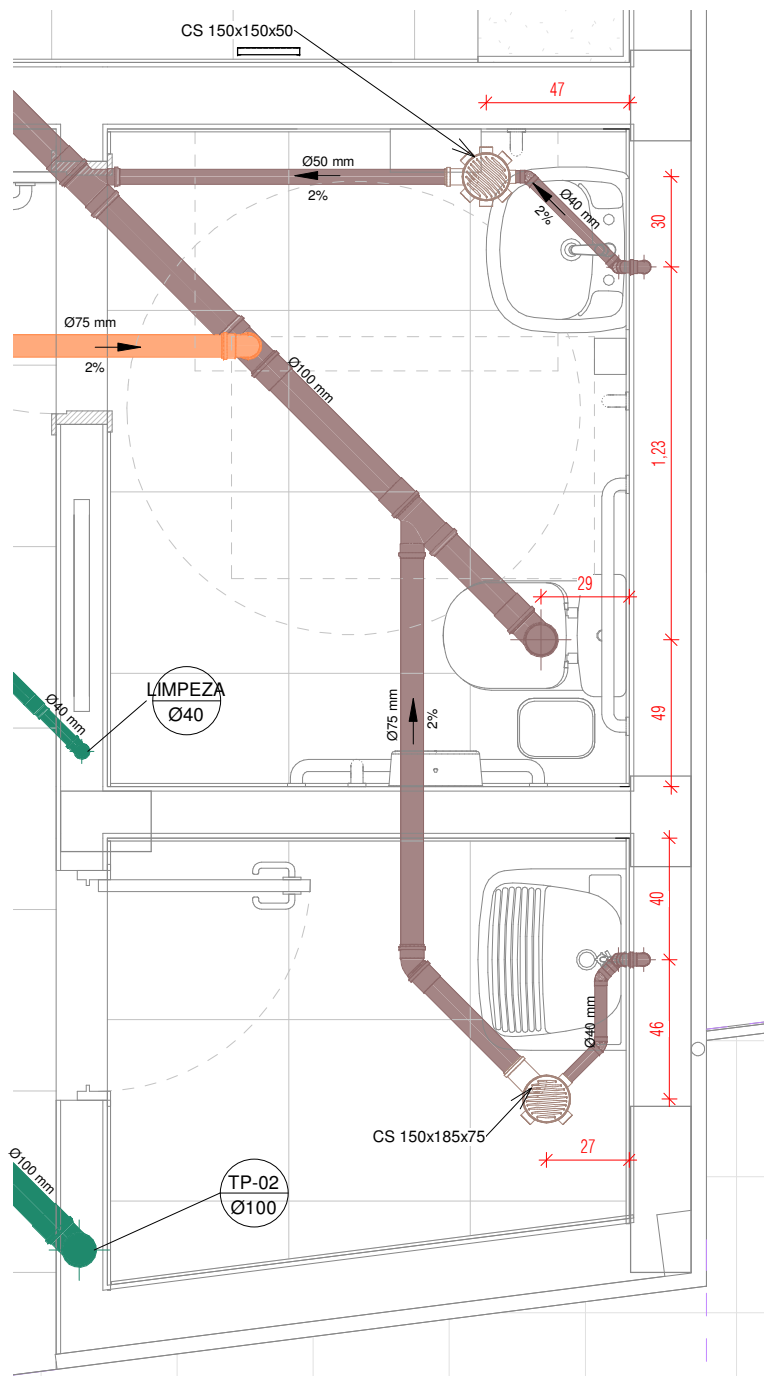 CS 150x150x50
47
Ø50 mm
2%
Ø40 mm
2%
30
Ø75 mm
2%
Ø100 mm
1,23
29
LIMPEZA
Ø40
Ø40 mm
Ø75 mm
2%
49
40
Ø40 mm
46
CS 150x185x75
27
Ø100 mm
TP-02
Ø100